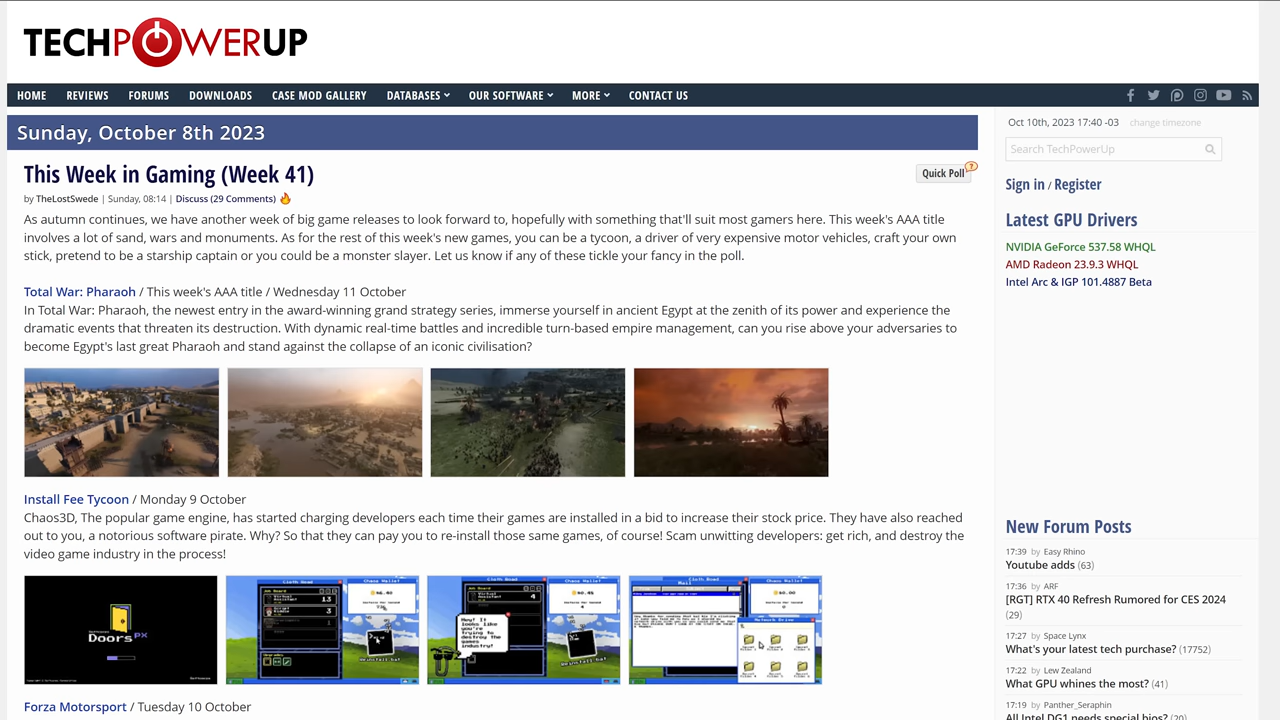 TECHPOWERUP
HOME REVIEWS FORUMS DOWNLOADS CASE MOD GALLERY DATABASES OUR SOFTWARE MORE CONTACT US
Sunday, October 8th 2023
This Week in Gaming (Week 41)
Quick Poll
?
by TheLostSwede | Sunday, 08:14 | Discuss (29 Comments)
As autumn continues, we have another week of big game releases to look forward to, hopefully with something that'll suit most gamers here. This week's AAA title
involves a lot of sand, wars and monuments. As for the rest of this week's new games, you can be a tycoon, a driver of very expensive motor vehicles, craft your own
stick, pretend to be a starship captain or you could be a monster slayer. Let us know if any of these tickle your fancy in the poll.
Total War: Pharaoh / This week's AAA title / Wednesday 11 October
In Total War: Pharaoh, the newest entry in the award-winning grand strategy series, immerse yourself in ancient Egypt at the zenith of its power and experience the
dramatic events that threaten its destruction. With dynamic real-time battles and incredible turn-based empire management, can you rise above your adversaries to
become Egypt's last great Pharaoh and stand against the collapse of an iconic civilisation?
Install Fee Tycoon / Monday 9 October
Chaos3D, The popular game engine, has started charging developers each time their games are installed in a bid to increase their stock price. They have also reached
out to you, a notorious software pirate. Why? So that they can pay you to re-install those same games, of course! Scam unwitting developers: get rich, and destroy the
video game industry in the process!
Doors PX
Hey! It
looks like
you're
trying to
destroy the
games
industry!
Forza Motorsport / Tuesday 10 October
Oct 10th, 2023 17:40 -03 change timezone
Search TechPowerUp
Sign in / Register
Latest GPU Drivers
NVIDIA GeForce 537.58 WHQL
AMD Radeon 23.9.3 WHQL
Intel Arc & IGP 101.4887 Beta
New Forum Posts
17:39 by Easy Rhino
Youtube adds (63)
17:36 by ARF
[RGT] RTX 40 Refresh Rumored for CES 2024
(29)
17:27 by Space Lynx
What's your latest tech purchase? (17752)
17:22 by Lew Zealand
What GPU whines the most? (41)
17:19 by Panther_Seraphin
All Intel DG1 needs special bios? (20)